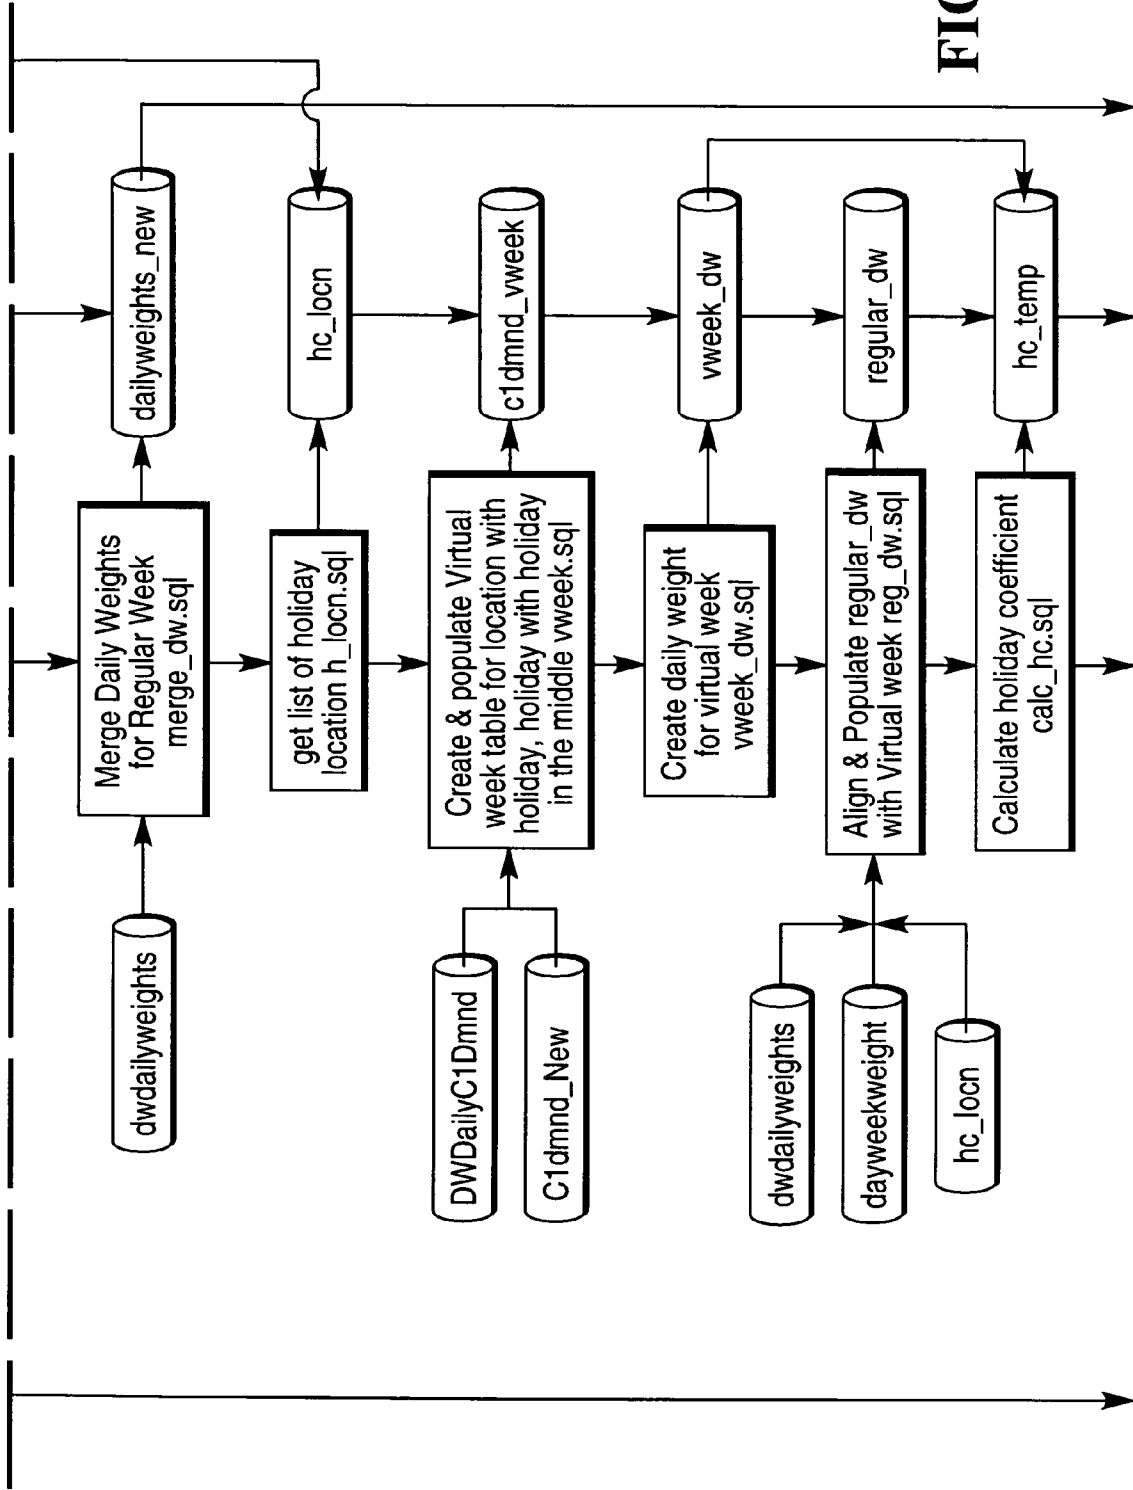 FIG
dwdailyweights
Merge Daily Weights
for Regular Week
merge_dw.sql
dailyweights_new
get list of holiday
location h_locn.sql
hc_locn
DWDailyC1Dmnd
C1dmnd_New
Create & populate Virtual
week table for location with
holiday, holiday with holiday
in the middle vweek.sql
c1dmnd_vweek
Create daily weight
for virtual week
vweek_dw.sql
vweek_dw
dwdailyweights
dayweekweight
hc_locn
Align & Populate regular_dw
with Virtual week reg_dw.sql
regular_dw
Calculate holiday coefficient
calc_hc.sql
hc_temp